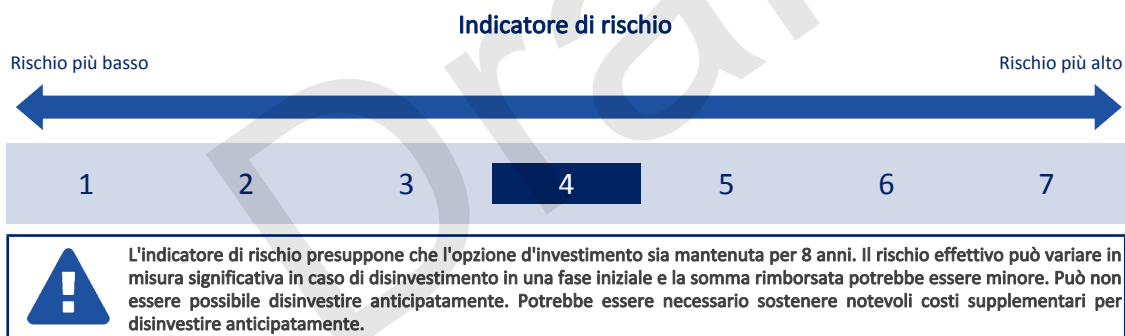 Indicatore di rischio
Rischio più basso
Rischio più alto
1 2 3 4 5 6 7
L'indicatore di rischio presuppone che l'opzione d'investimento sia mantenuta per 8 anni. Il rischio effettivo può variare in
misura significativa in caso di disinvestimento in una fase iniziale e la somma rimborsata potrebbe essere minore. Può non
essere possibile disinvestire anticipatamente. Potrebbe essere necessario sostenere notevoli costi supplementari per
disinvestire anticipatamente.